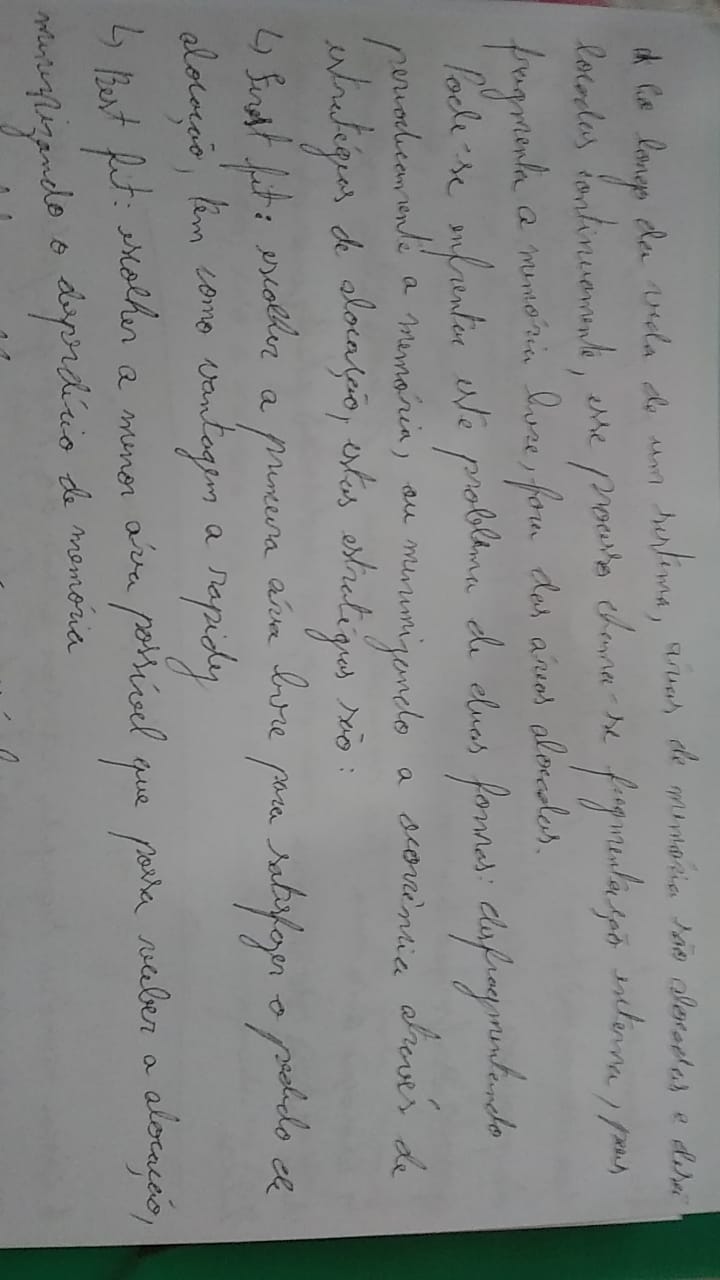 * Ao longo da vida de um sistema, áreas de memória são alocadas e desa
locadas continuamente, esse processo chama-se fragmentação externa, pois
fragmenta a memória livre, fora das áreas alocadas.
Pode-se enfrentar este problema de duas formas: desfragmentando
periodicamente a memória, ou minimizando a ocorrência através de
estratégias de alocação, estas estratégias são:
↳ First fit: escolher a primeira área livre para satisfazer o pedido de
alocação, tem como vantagem a rapidez
↳ Best fit: escolher a menor área possível que possa receber a alocação,
minimizando o desperdício de memória